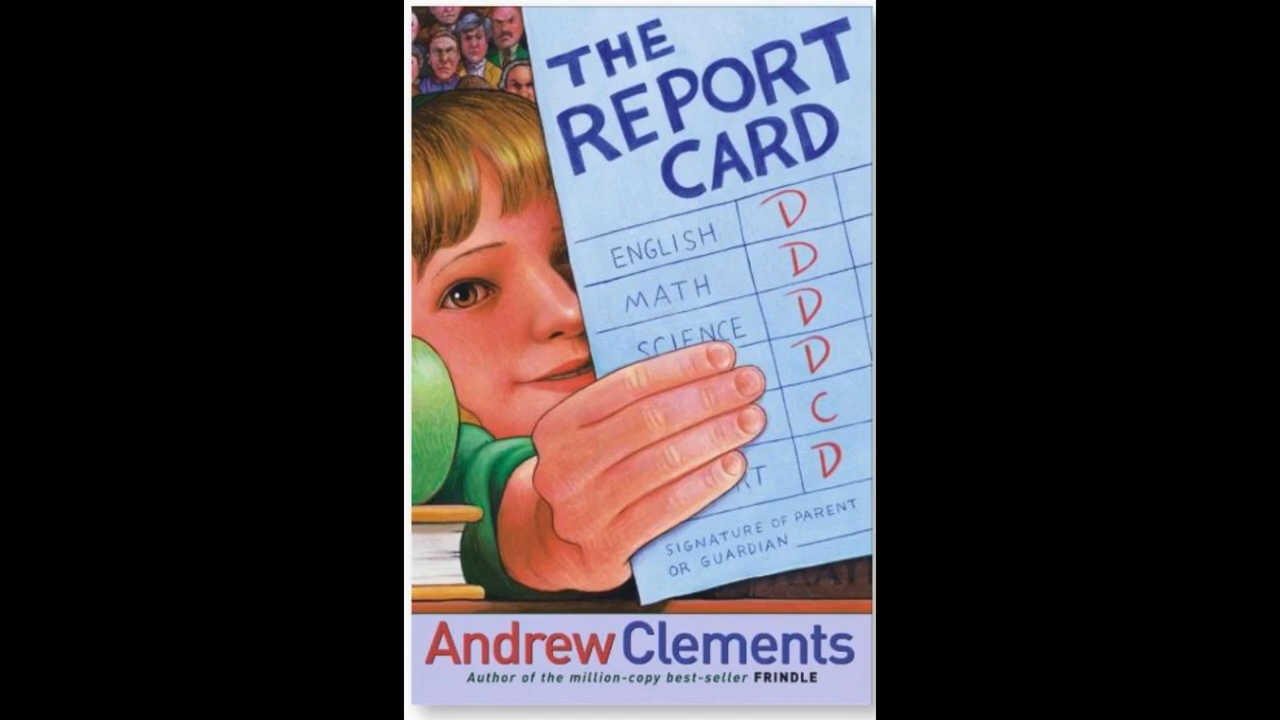 THE
REPORT
CARD
ENGLISH D
MATH D
SCIENCE D
D
C
D
SIGNATURE OF PARENT
OR GUARDIAN
Andrew Clements
Author of the million-copy best-seller FRINDLE